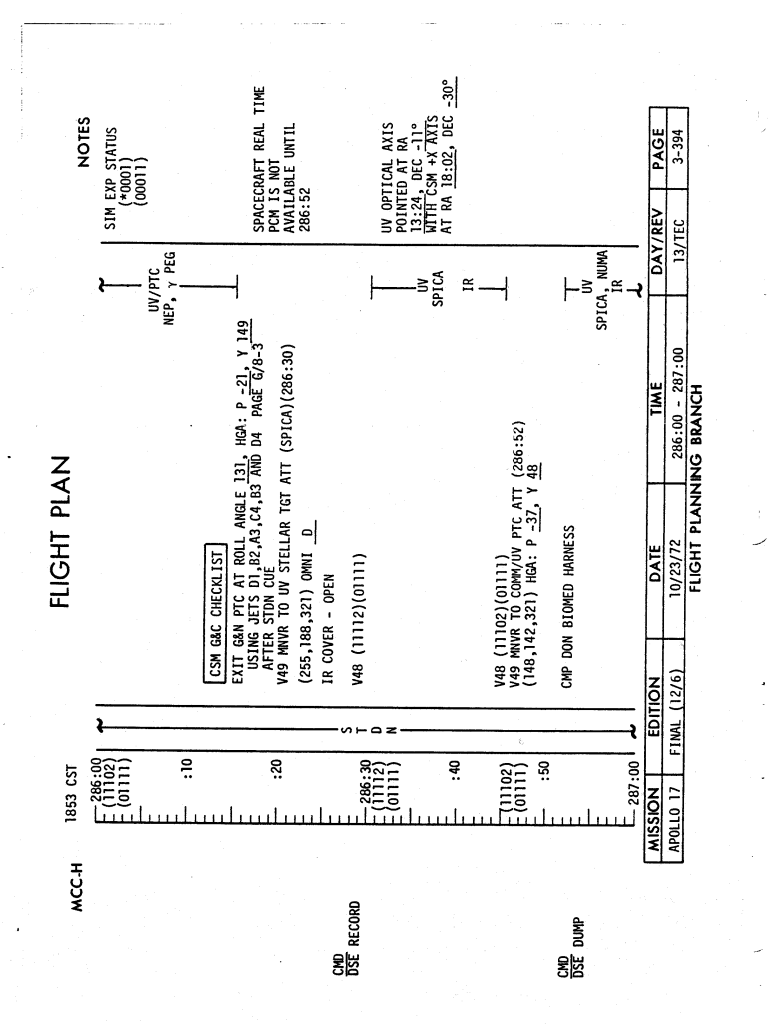 FLIGHT PLAN
NOTES
MCC-H
1853 CST
286:00
(11102)
(01111)
:10
:20
286:30
(11112)
(01111)
:40
(11102)
(01111)
:50
287:00
CMD
DSE RECORD
CMD
DSE DUMP
S
T
D
N
CSM G&C CHECKLIST
EXIT G&N PTC AT ROLL ANGLE 131, HGA: P -21, Y 149
USING JETS D1,B2,A3,C4,B3 AND D4 PAGE G/8-3
AFTER STDN CUE
V49 MNVR TO UV STELLAR TGT ATT (SPICA)(286:30)
(255,188,321) OMNI D
IR COVER - OPEN
V48 (11112)(01111)
V48 (11102)(01111)
V49 MNVR TO COMM/UV PTC ATT (286:52)
(148,142,321) HGA: P -37, Y 48
CMP DON BIOMED HARNESS
UV/PTC
NEP, γ PEG
UV
SPICA
IR
UV
SPICA, NUMA
IR
SIM EXP STATUS
(*0001)
(00011)
SPACECRAFT REAL TIME
PCM IS NOT
AVAILABLE UNTIL
286:52
UV OPTICAL AXIS
POINTED AT RA
13:24, DEC -11°
WITH CSM +X AXIS
AT RA 18:02, DEC -30°
MISSION EDITION DATE TIME DAY/REV PAGE
APOLLO 17 FINAL (12/6) 10/23/72 286:00 - 287:00 13/TEC 3-394
FLIGHT PLANNING BRANCH